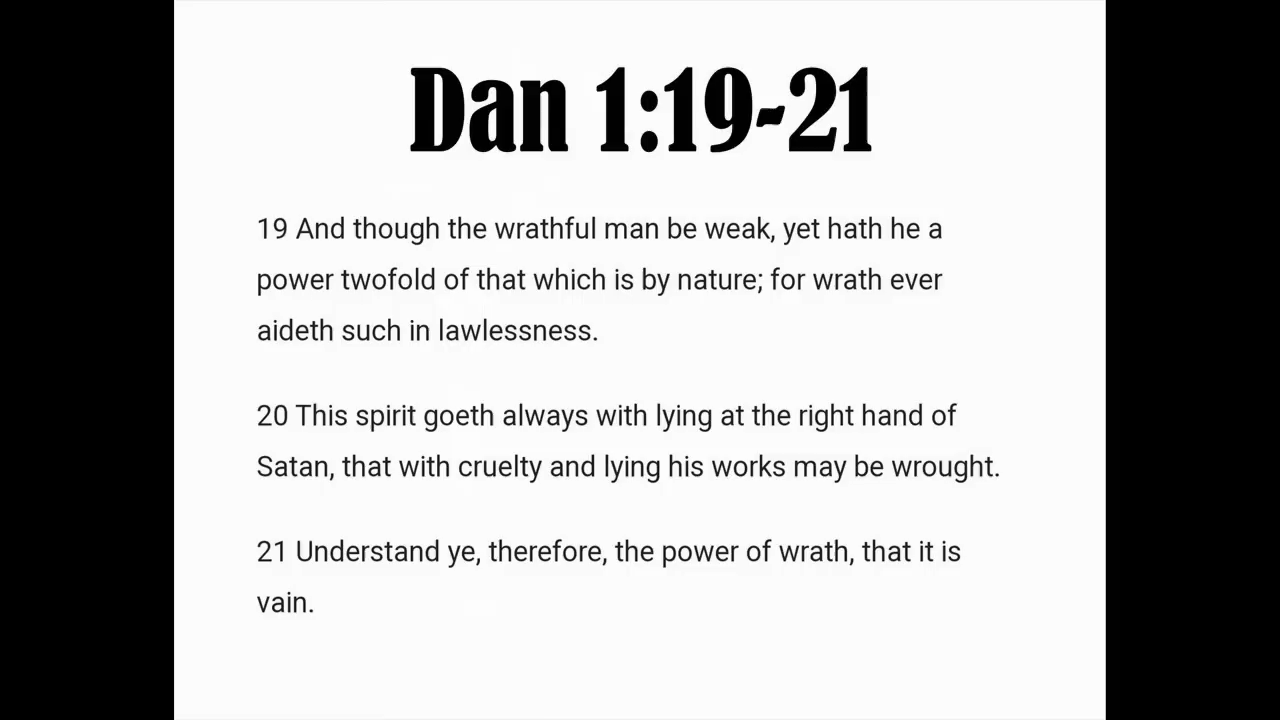 Dan 1:19-21
19 And though the wrathful man be weak, yet hath he a
power twofold of that which is by nature; for wrath ever
aideth such in lawlessness.
20 This spirit goeth always with lying at the right hand of
Satan, that with cruelty and lying his works may be wrought.
21 Understand ye, therefore, the power of wrath, that it is
vain.